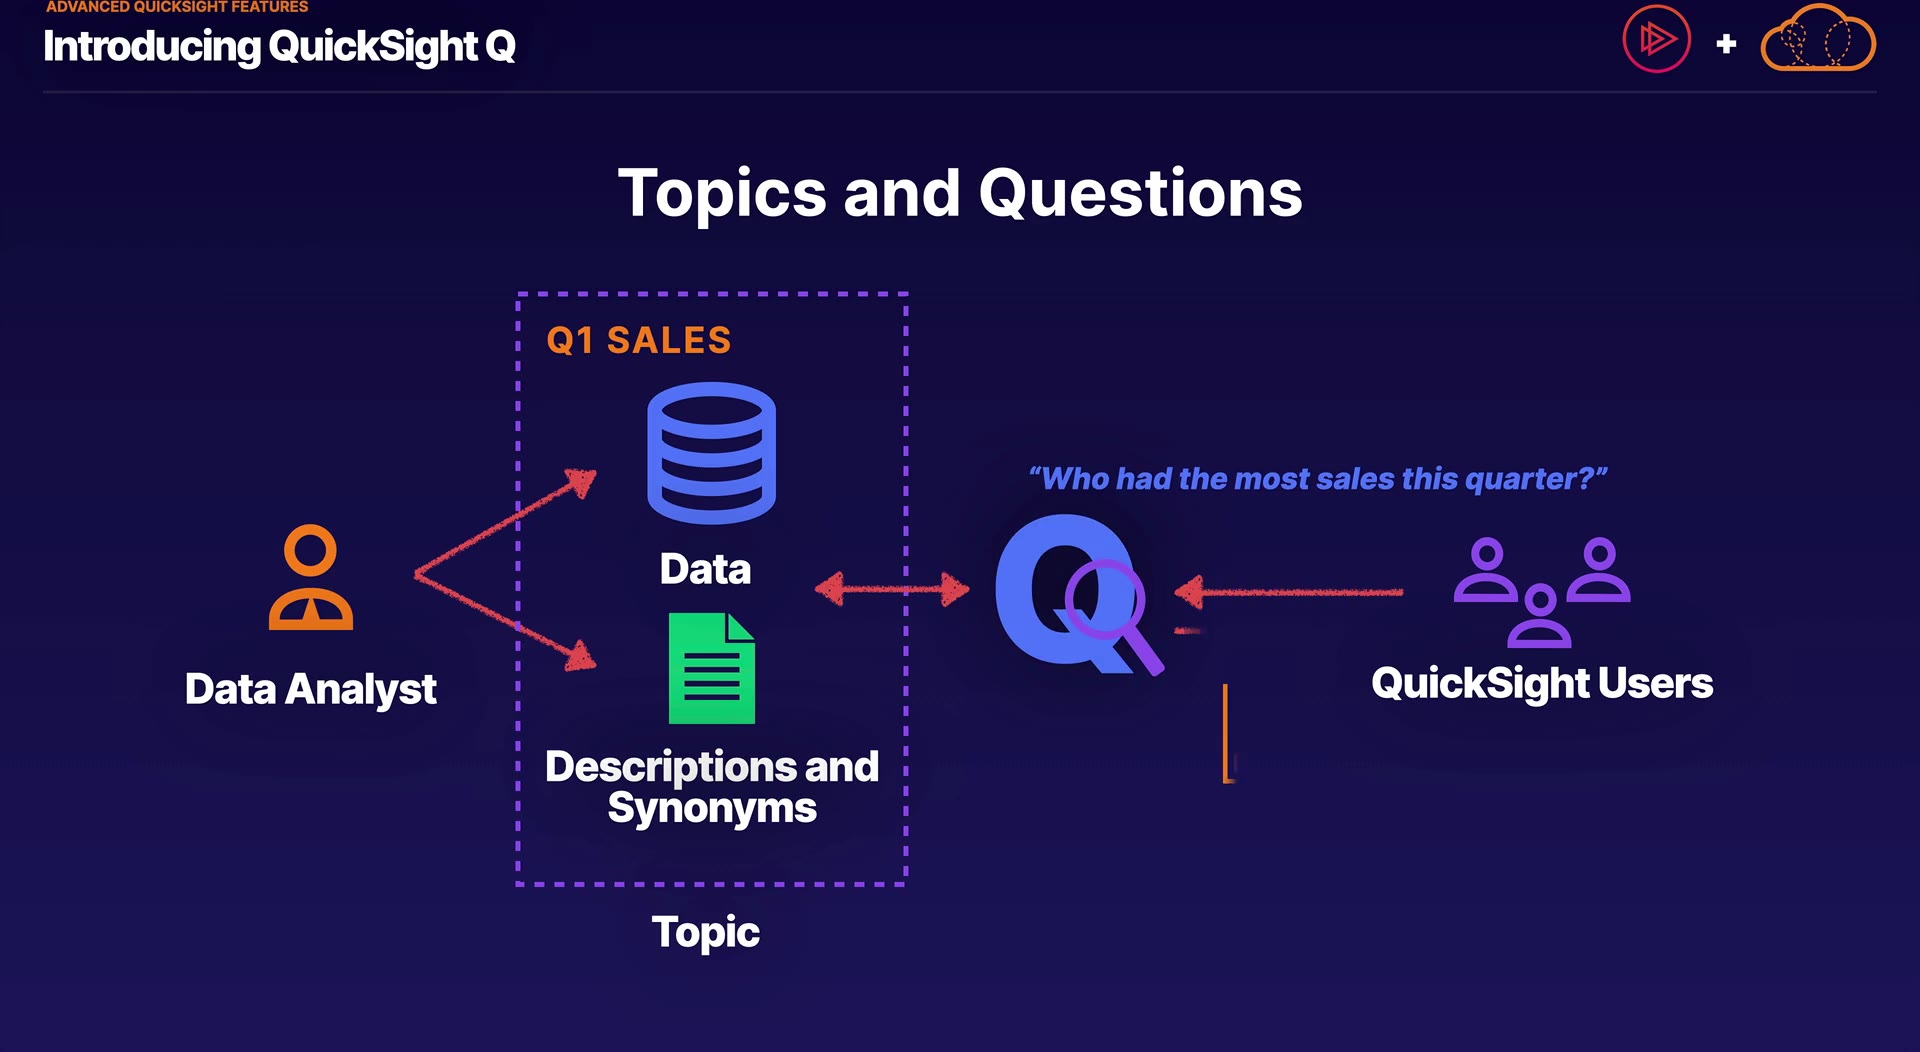 ADVANCED QUICKSIGHT FEATURES
Introducing QuickSight Q
Topics and Questions
Q1 SALES
Data
Descriptions and
Synonyms
Topic
Data Analyst
“Who had the most sales this quarter?”
Q
QuickSight Users